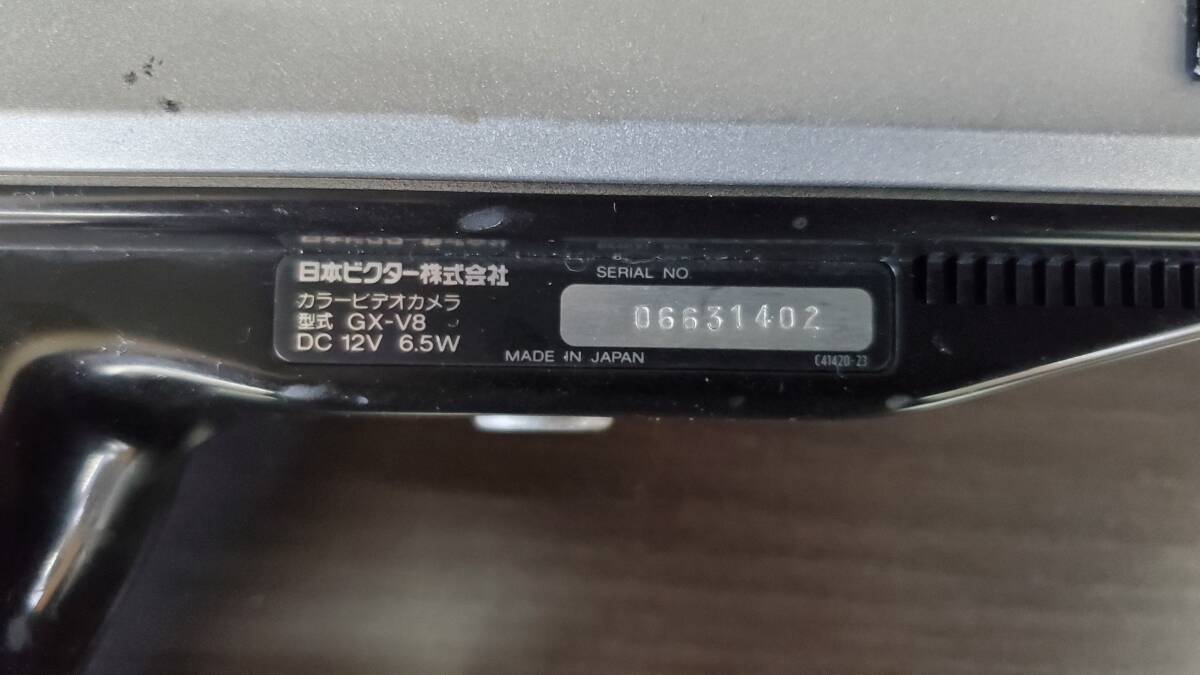 日本ビクター株式会社
カラービデオカメラ
型式 GX-V8
DC 12V 6.5W
SERIAL NO.
06631402
MADE IN JAPAN
C41420-23